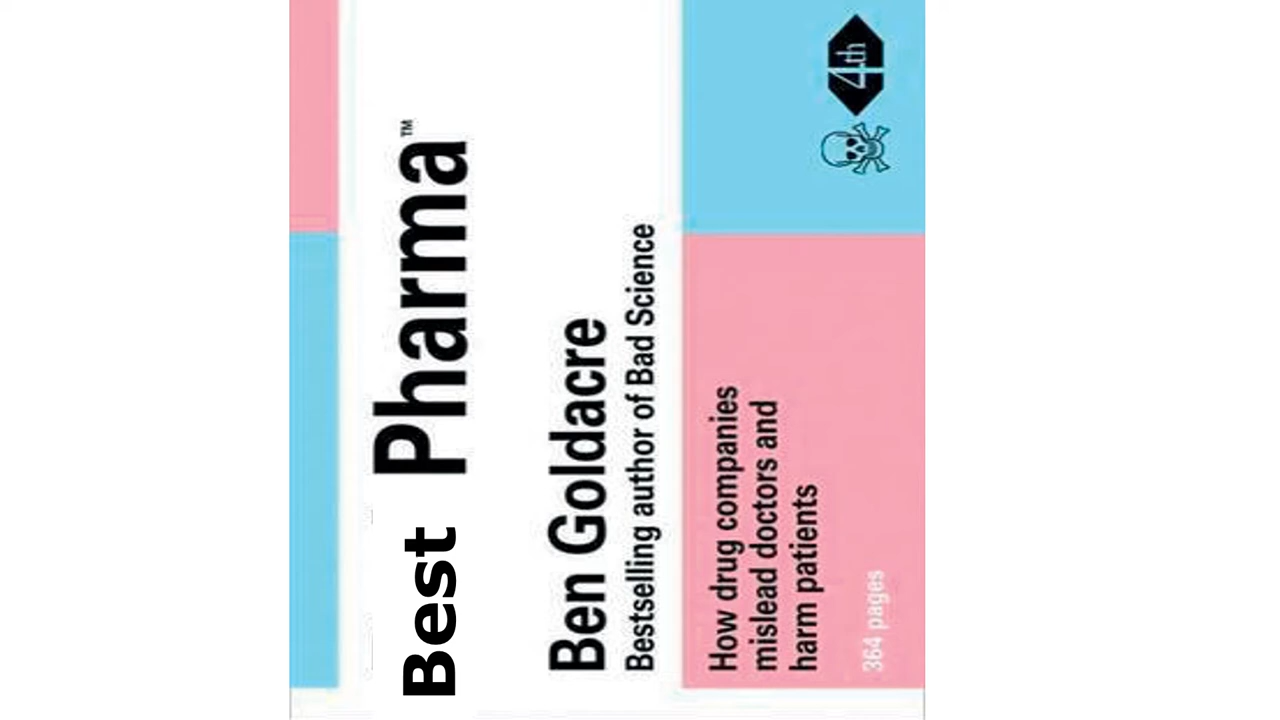 Best Pharma™
Ben Goldacre
Bestselling author of Bad Science
How drug companies
mislead doctors and
harm patients
364 pages
4th